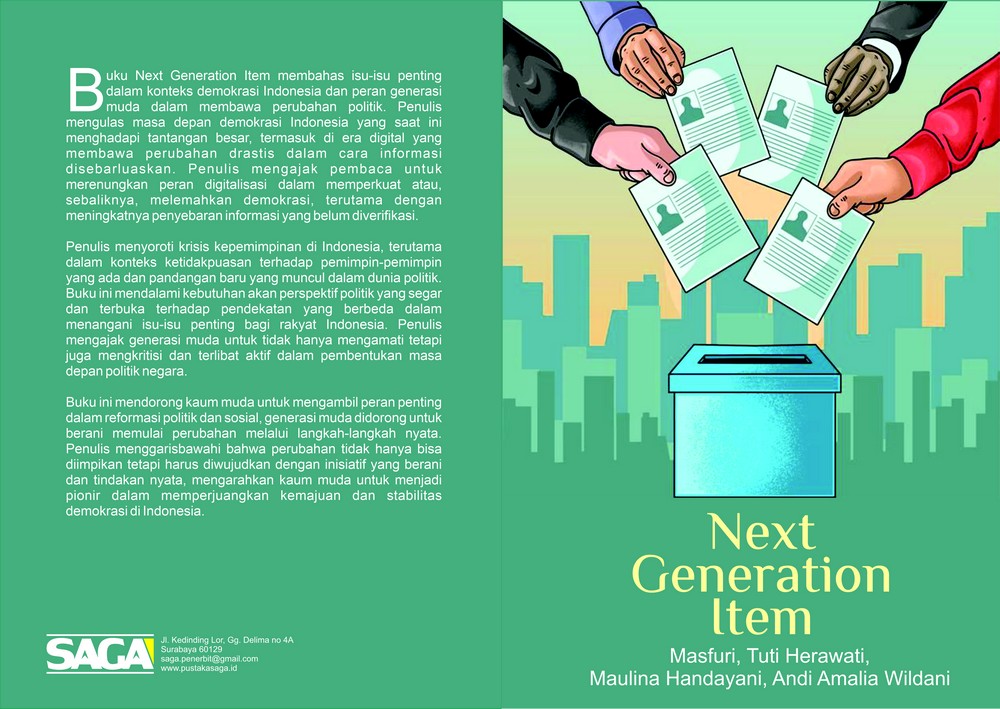 Buku Next Generation Item membahas isu-isu penting
dalam konteks demokrasi Indonesia dan peran generasi
muda dalam membawa perubahan politik. Penulis
mengulas masa depan demokrasi Indonesia yang saat ini
menghadapi tantangan besar, termasuk di era digital yang
membawa perubahan drastis dalam cara informasi
disebarluaskan. Penulis mengajak pembaca untuk
merenungkan peran digitalisasi dalam memperkuat atau,
sebaliknya, melemahkan demokrasi, terutama dengan
meningkatnya penyebaran informasi yang belum diverifikasi.
Penulis menyoroti krisis kepemimpinan di Indonesia, terutama
dalam konteks ketidakpuasan terhadap pemimpin-pemimpin
yang ada dan pandangan baru yang muncul dalam dunia politik.
Buku ini mendalami kebutuhan akan perspektif politik yang segar
dan terbuka terhadap pendekatan yang berbeda dalam
menangani isu-isu penting bagi rakyat Indonesia. Penulis
mengajak generasi muda untuk tidak hanya mengamati tetapi
juga mengkritisi dan terlibat aktif dalam pembentukan masa
depan politik negara.
Buku ini mendorong kaum muda untuk mengambil peran penting
dalam reformasi politik dan sosial, generasi muda didorong untuk
berani memulai perubahan melalui langkah-langkah nyata.
Penulis menggarisbawahi bahwa perubahan tidak hanya bisa
diimpikan tetapi harus diwujudkan dengan inisiatif yang berani
dan tindakan nyata, mengarahkan kaum muda untuk menjadi
pionir dalam memperjuangkan kemajuan dan stabilitas
demokrasi di Indonesia.
SAGA
Jl. Kedinding Lor, Gg. Delima no 4A
Surabaya 60129
saga.penerbit@gmail.com
www.pustakasaga.id
Next
Generation
Item
Masfuri, Tuti Herawati,
Maulina Handayani, Andi Amalia Wildani